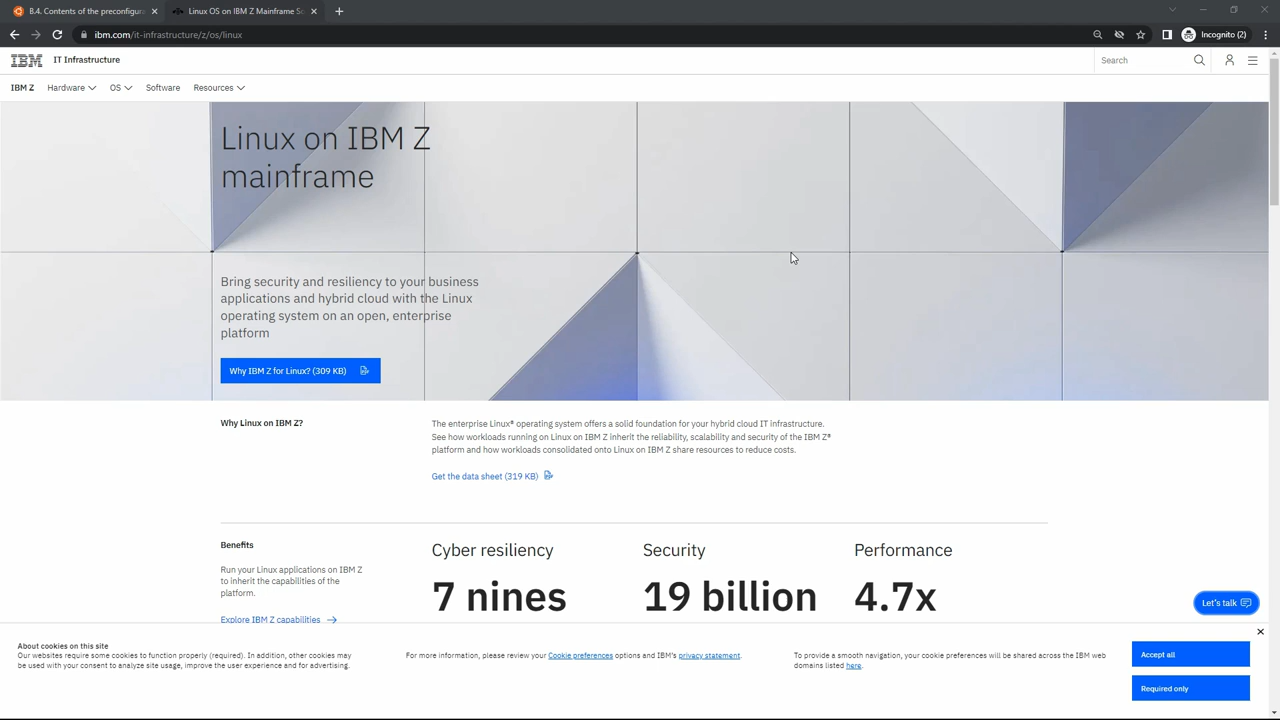 B.4. Contents of the preconfigura
Linux OS on IBM Z Mainframe So
ibm.com/it-infrastructure/z/os/linux
Incognito (2)
IBM
IT Infrastructure
Search
IBM Z
Hardware
OS
Software
Resources
Linux on IBM Z
mainframe
Bring security and resiliency to your business
applications and hybrid cloud with the Linux
operating system on an open, enterprise
platform
Why IBM Z for Linux? (309 KB)
Why Linux on IBM Z?
The enterprise Linux® operating system offers a solid foundation for your hybrid cloud IT infrastructure.
See how workloads running on Linux on IBM Z inherit the reliability, scalability and security of the IBM Z®
platform and how workloads consolidated onto Linux on IBM Z share resources to reduce costs.
Get the data sheet (319 KB)
Benefits
Run your Linux applications on IBM Z
to inherit the capabilities of the
platform.
Explore IBM Z capabilities
Cyber resiliency
7 nines
Security
19 billion
Performance
4.7x
Let's talk
About cookies on this site
Our websites require some cookies to function properly (required). In addition, other cookies may
be used with your consent to analyze site usage, improve the user experience and for advertising.
For more information, please review your Cookie preferences options and IBM's privacy statement.
To provide a smooth navigation, your cookie preferences will be shared across the IBM web
domains listed here.
Accept all
Required only